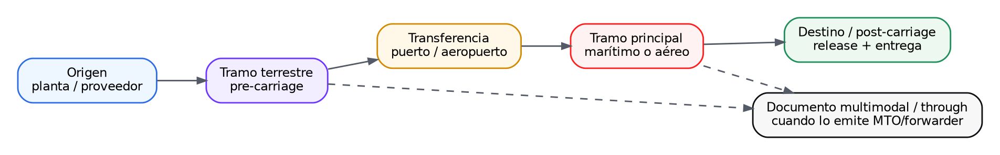 Origen
planta / proveedor
Tramo terrestre
pre-carriage
Transferencia
puerto / aeropuerto
Tramo principal
marítimo o aéreo
Destino / post-carriage
release + entrega
Documento multimodal / through
cuando lo emite MTO/forwarder